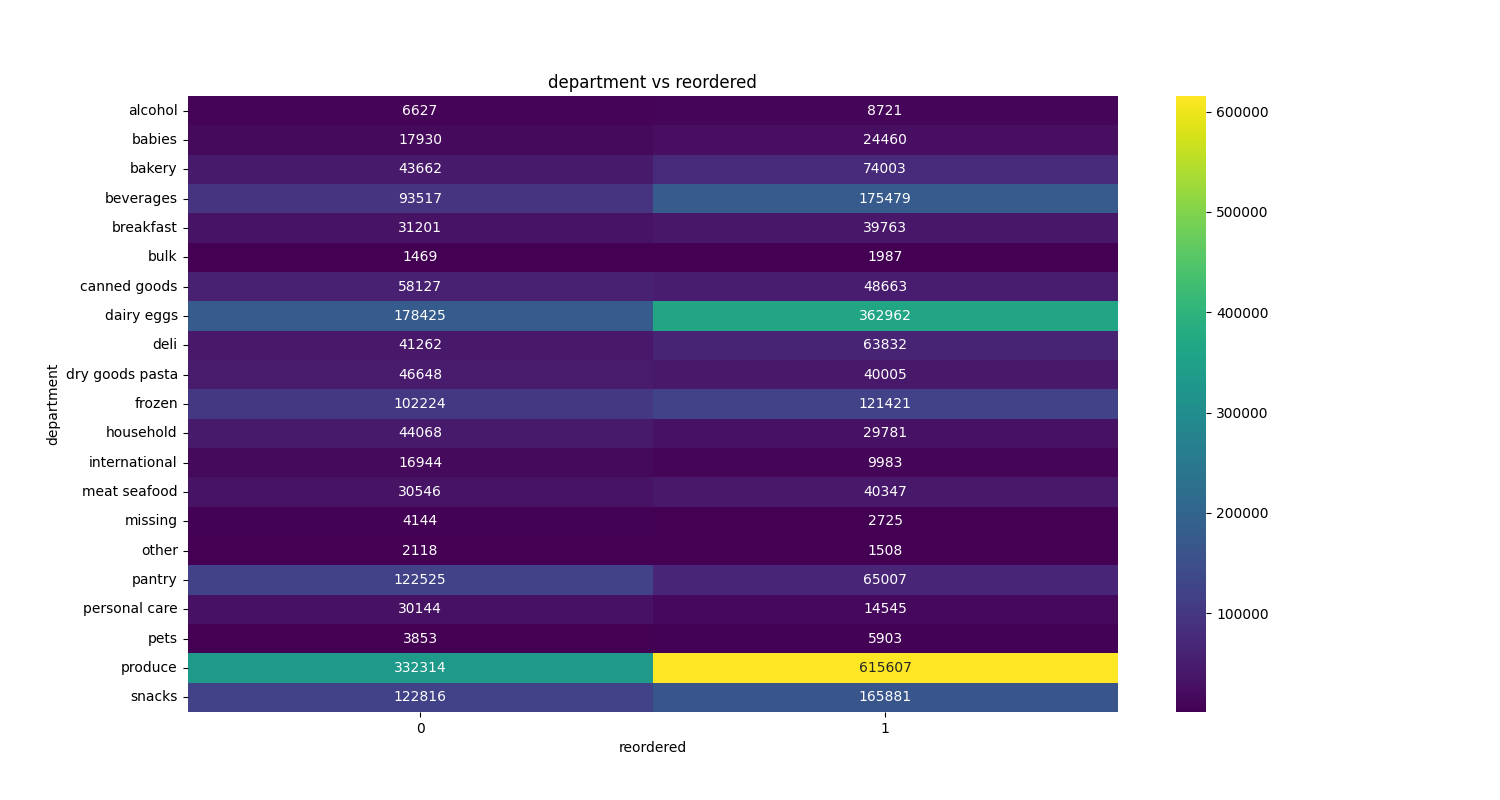 department vs reordered
alcohol 6627 8721
babies 17930 24460
bakery 43662 74003
beverages 93517 175479
breakfast 31201 39763
bulk 1469 1987
canned goods 58127 48663
dairy eggs 178425 362962
deli 41262 63832
dry goods pasta 46648 40005
frozen 102224 121421
household 44068 29781
international 16944 9983
meat seafood 30546 40347
missing 4144 2725
other 2118 1508
pantry 122525 65007
personal care 30144 14545
pets 3853 5903
produce 332314 615607
snacks 122816 165881
0 1
reordered
department
600000
500000
400000
300000
200000
100000